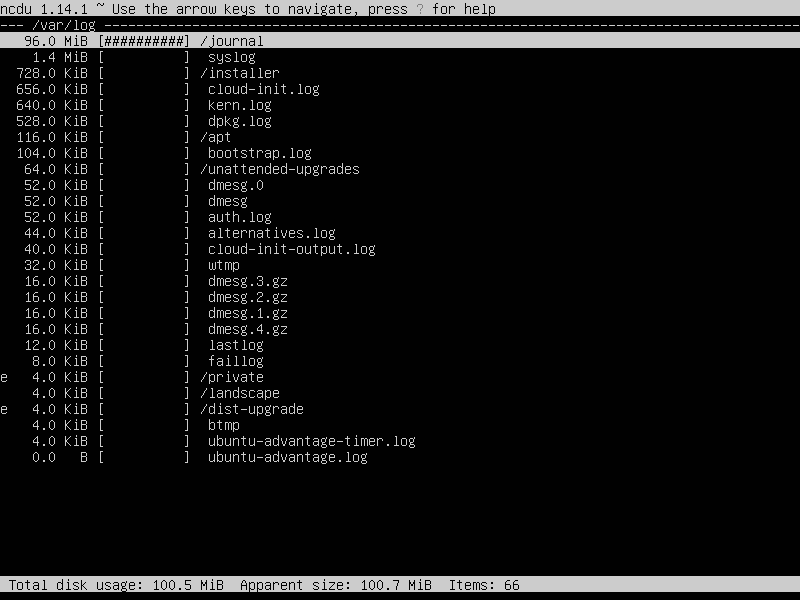 ncdu 1.14.1 ~ Use the arrow keys to navigate, press ? for help
--- /var/log ---------------------------------------------------------------------------------------
   96.0 MiB [##########] /journal
    1.4 MiB [          ]  syslog
  728.0 KiB [          ] /installer
  656.0 KiB [          ]  cloud-init.log
  640.0 KiB [          ]  kern.log
  528.0 KiB [          ]  dpkg.log
  116.0 KiB [          ] /apt
  104.0 KiB [          ]  bootstrap.log
   64.0 KiB [          ] /unattended-upgrades
   52.0 KiB [          ]  dmesg.0
   52.0 KiB [          ]  dmesg
   52.0 KiB [          ]  auth.log
   44.0 KiB [          ]  alternatives.log
   40.0 KiB [          ]  cloud-init-output.log
   32.0 KiB [          ]  wtmp
   16.0 KiB [          ]  dmesg.3.gz
   16.0 KiB [          ]  dmesg.2.gz
   16.0 KiB [          ]  dmesg.1.gz
   16.0 KiB [          ]  dmesg.4.gz
   12.0 KiB [          ]  lastlog
    8.0 KiB [          ]  faillog
e   4.0 KiB [          ] /private
    4.0 KiB [          ] /landscape
e   4.0 KiB [          ] /dist-upgrade
    4.0 KiB [          ]  btmp
    4.0 KiB [          ]  ubuntu-advantage-timer.log
    0.0   B [          ]  ubuntu-advantage.log
 Total disk usage: 100.5 MiB  Apparent size: 100.7 MiB  Items: 66